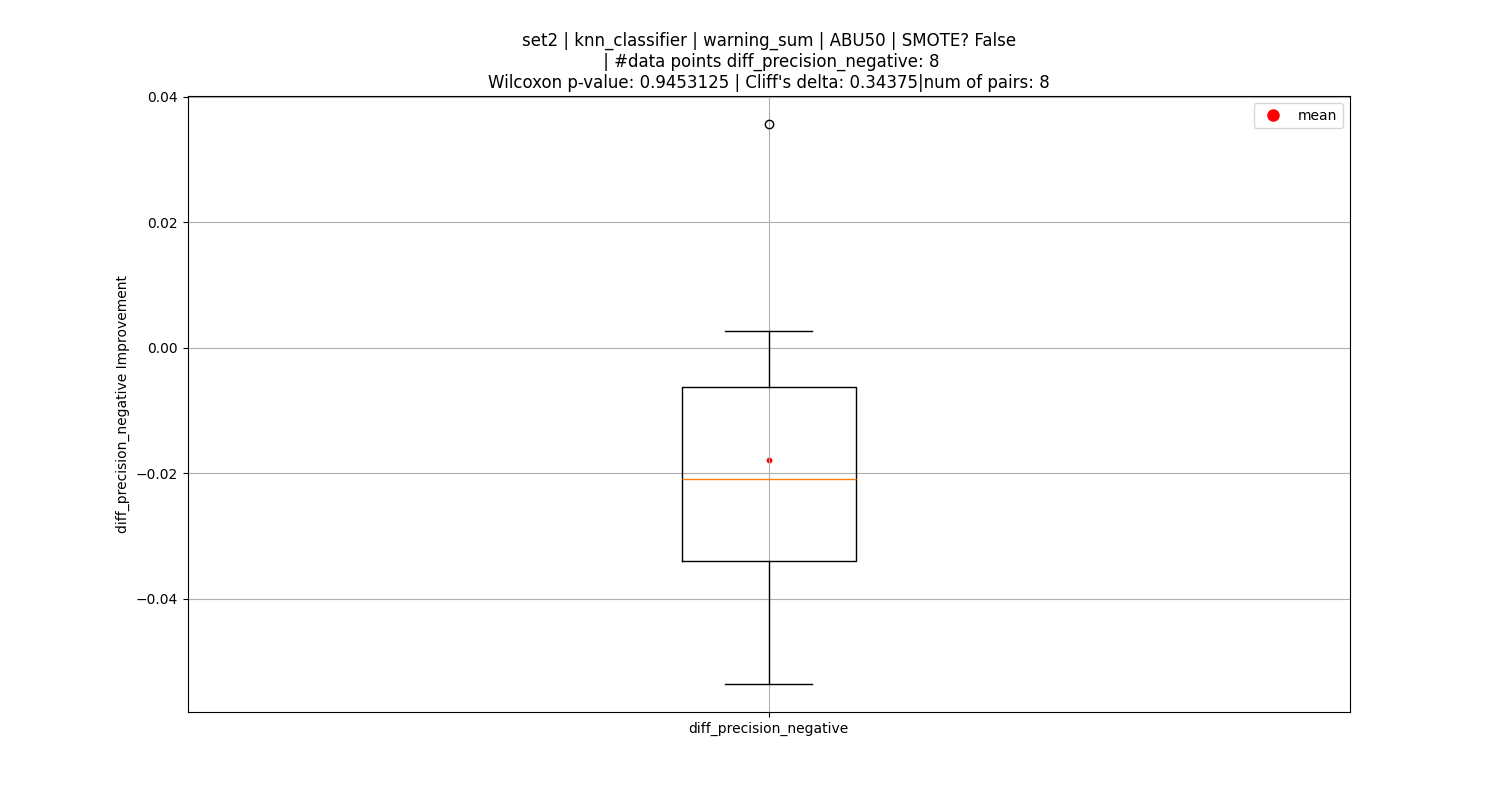 set2 | knn_classifier | warning_sum | ABU50 | SMOTE? False
| #data points diff_precision_negative: 8
Wilcoxon p-value: 0.9453125 | Cliff's delta: 0.34375|num of pairs: 8
mean
0.04
0.02
0.00
−0.02
−0.04
diff_precision_negative Improvement
diff_precision_negative